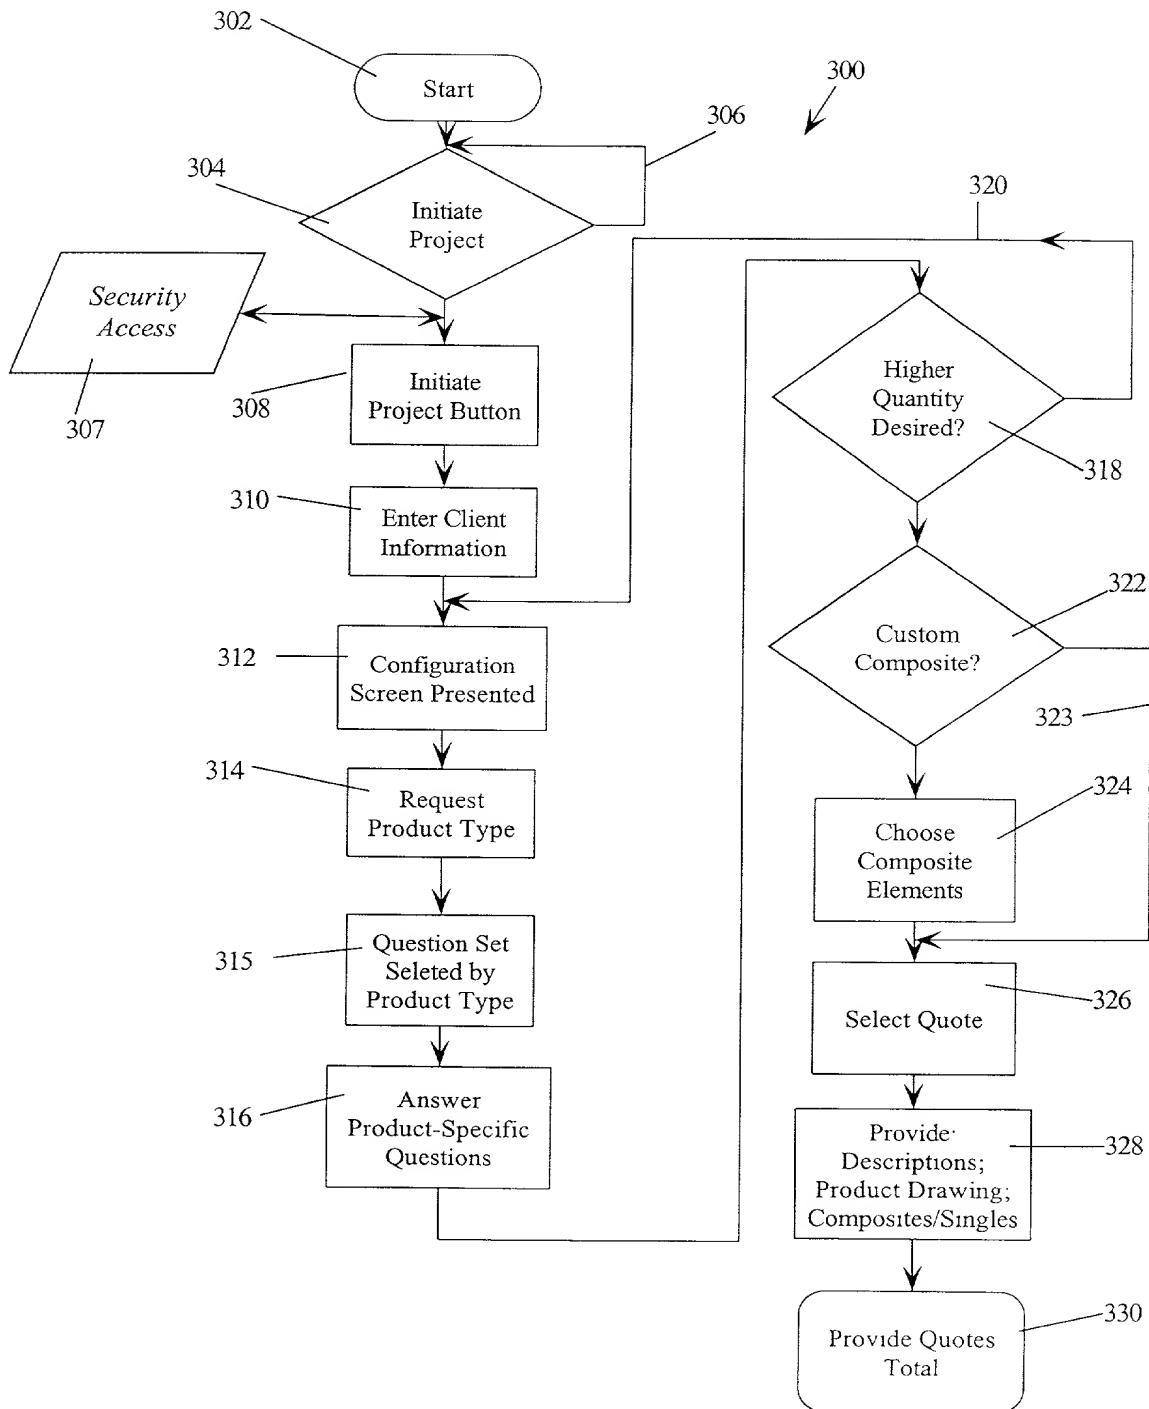 302
Start
300
306
304
Initiate
Project
320
Security
Access
307
308
Initiate
Project Button
Higher
Quantity
Desired?
318
310
Enter Client
Information
322
Custom
Composite?
323
312
Configuration
Screen Presented
314
Request
Product Type
324
Choose
Composite
Elements
315
Question Set
Seleted by
Product Type
326
Select Quote
316
Answer
Product-Specific
Questions
328
Provide:
Descriptions;
Product Drawing;
Composites/Singles
330
Provide Quotes
Total